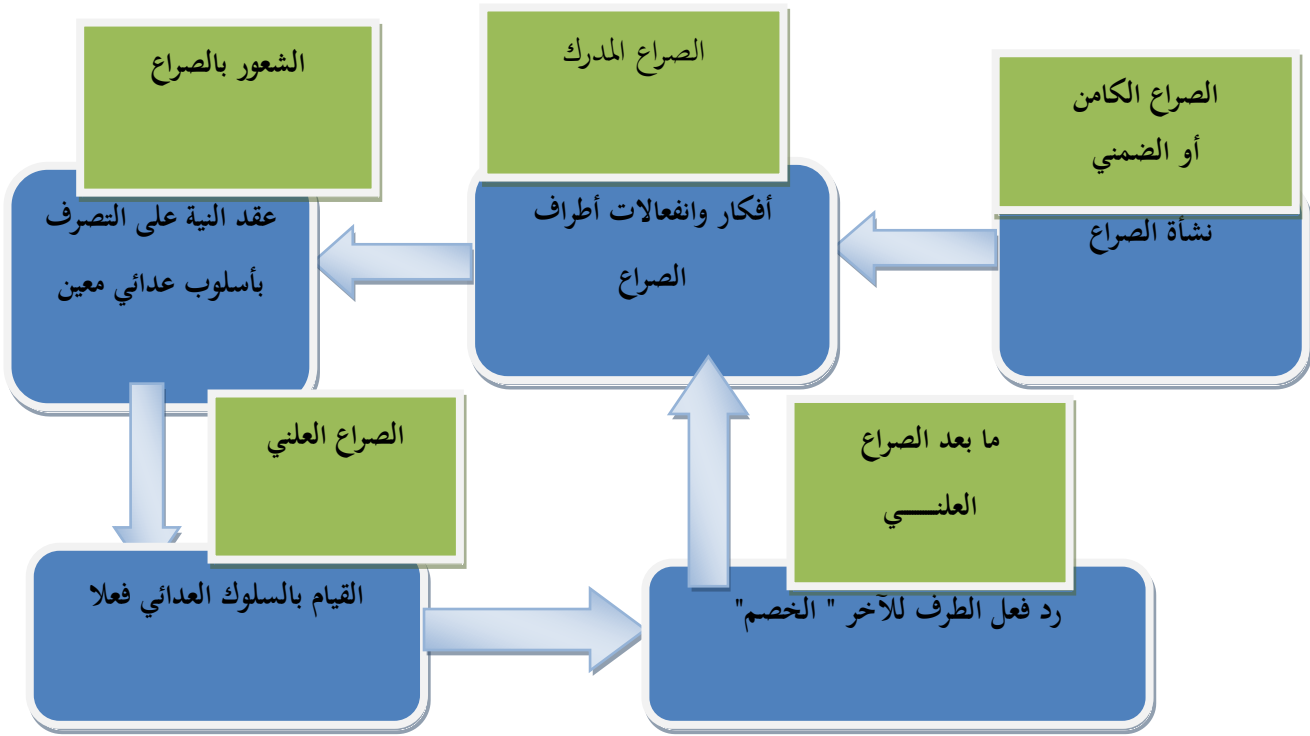 الصراع الكامن
أو الضمني
نشأة الصراع
الصراع المدرك
أفكار وانفعالات أطراف
الصراع
الشعور بالصراع
عقد النية على التصرف
بأسلوب عدائي معين
الصراع العلني
القيام بالسلوك العدائي فعلا
ما بعد الصراع
العلنــــي
رد فعل الطرف للآخر " الخصم"